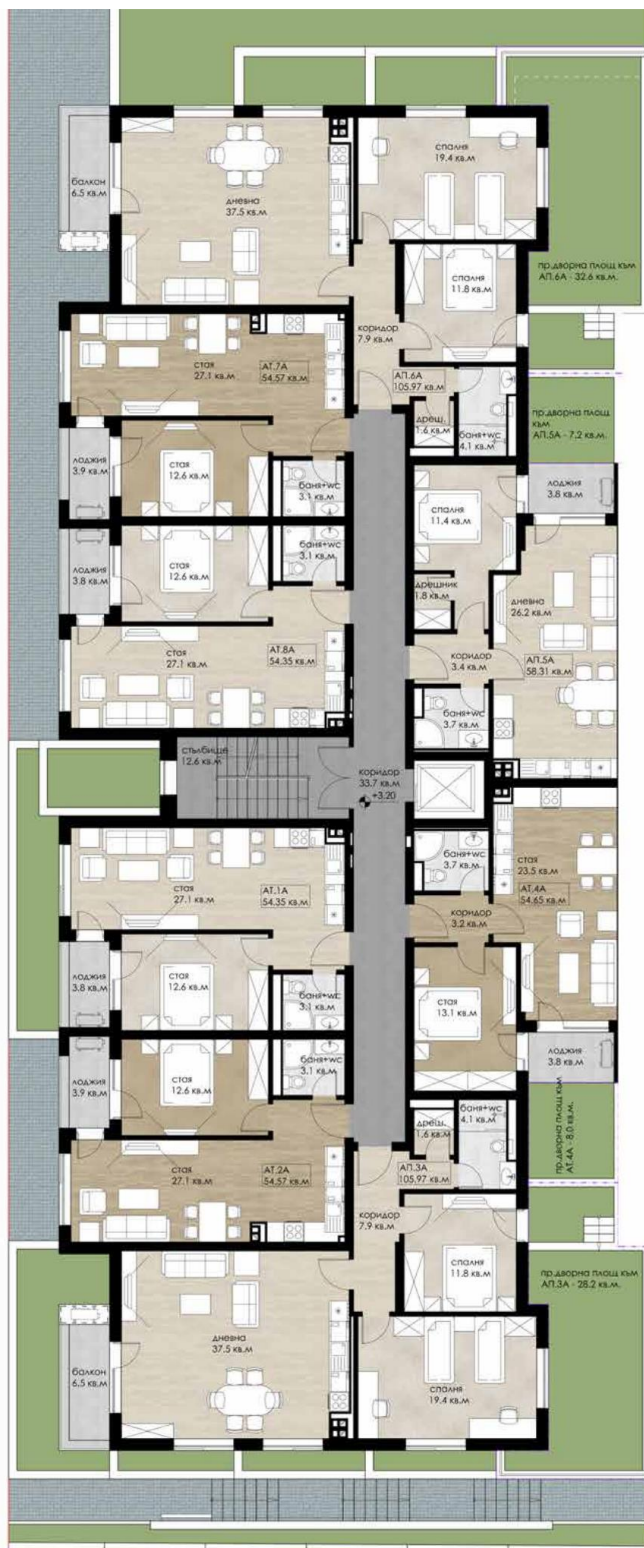 балкон
6.5 кв.м
дневна
37.5 кв.м
спалня
19.4 кв.м
спалня
11.8 кв.м
пр.дворна площ към
АП.6А - 32.6 кв.м.
коридор
7.9 кв.м
АП.6А
105.97 кв.м
дрещ.
1.6 кв.м
баня+wc
4.1 кв.м
стая
27.1 кв.м
АТ.7А
54.57 кв.м
пр.дворна площ
към
АП.5А - 7.2 кв.м.
лоджия
3.9 кв.м
стая
12.6 кв.м
баня+wc
3.1 кв.м
спалня
11.4 кв.м
лоджия
3.8 кв.м
лоджия
3.8 кв.м
стая
12.6 кв.м
баня+wc
3.1 кв.м
дрешник
1.8 кв.м
дневна
26.2 кв.м
стая
27.1 кв.м
АТ.8А
54.35 кв.м
коридор
3.4 кв.м
АП.5А
58.31 кв.м
баня+wc
3.7 кв.м
стълбище
12.6 кв.м
коридор
33.7 кв.м
+3.20
стая
27.1 кв.м
АТ.1А
54.35 кв.м
баня+wc
3.7 кв.м
стая
23.5 кв.м
АТ.4А
54.65 кв.м
коридор
3.2 кв.м
лоджия
3.8 кв.м
стая
12.6 кв.м
баня+wc
3.1 кв.м
стая
13.1 кв.м
лоджия
3.9 кв.м
стая
12.6 кв.м
баня+wc
3.1 кв.м
лоджия
3.8 кв.м
дрещ.
1.6 кв.м
баня+wc
4.1 кв.м
пр.дворна площ към
АТ.4А - 8.0 кв.м.
стая
27.1 кв.м
АТ.2А
54.57 кв.м
АП.3А
105.97 кв.м
коридор
7.9 кв.м
спалня
11.8 кв.м
пр.дворна площ към
АП.3А - 28.2 кв.м.
дневна
37.5 кв.м
балкон
6.5 кв.м
спалня
19.4 кв.м